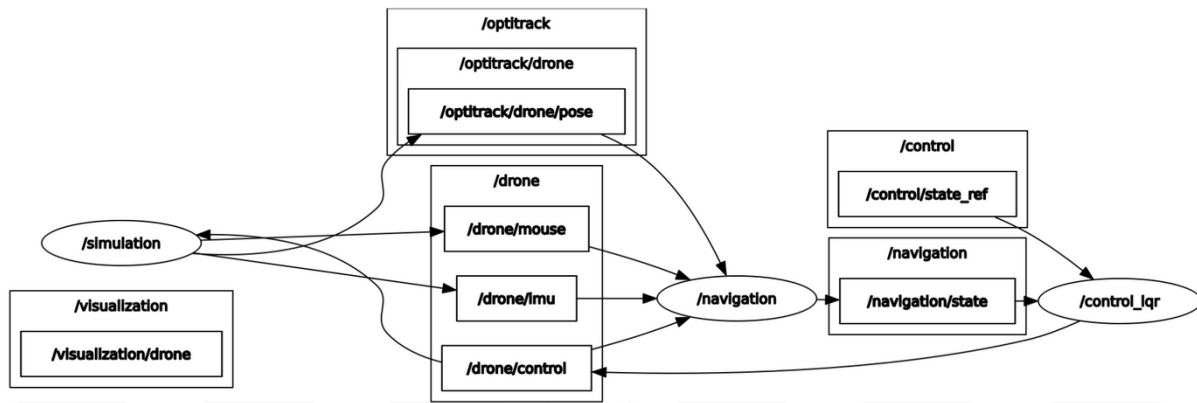 /optitrack
/optitrack/drone
/optitrack/drone/pose
/control
/drone
/control/state_ref
/drone/mouse
/simulation
/navigation
/drone/imu
/navigation
/navigation/state
/control_lqr
/visualization
/visualization/drone
/drone/control